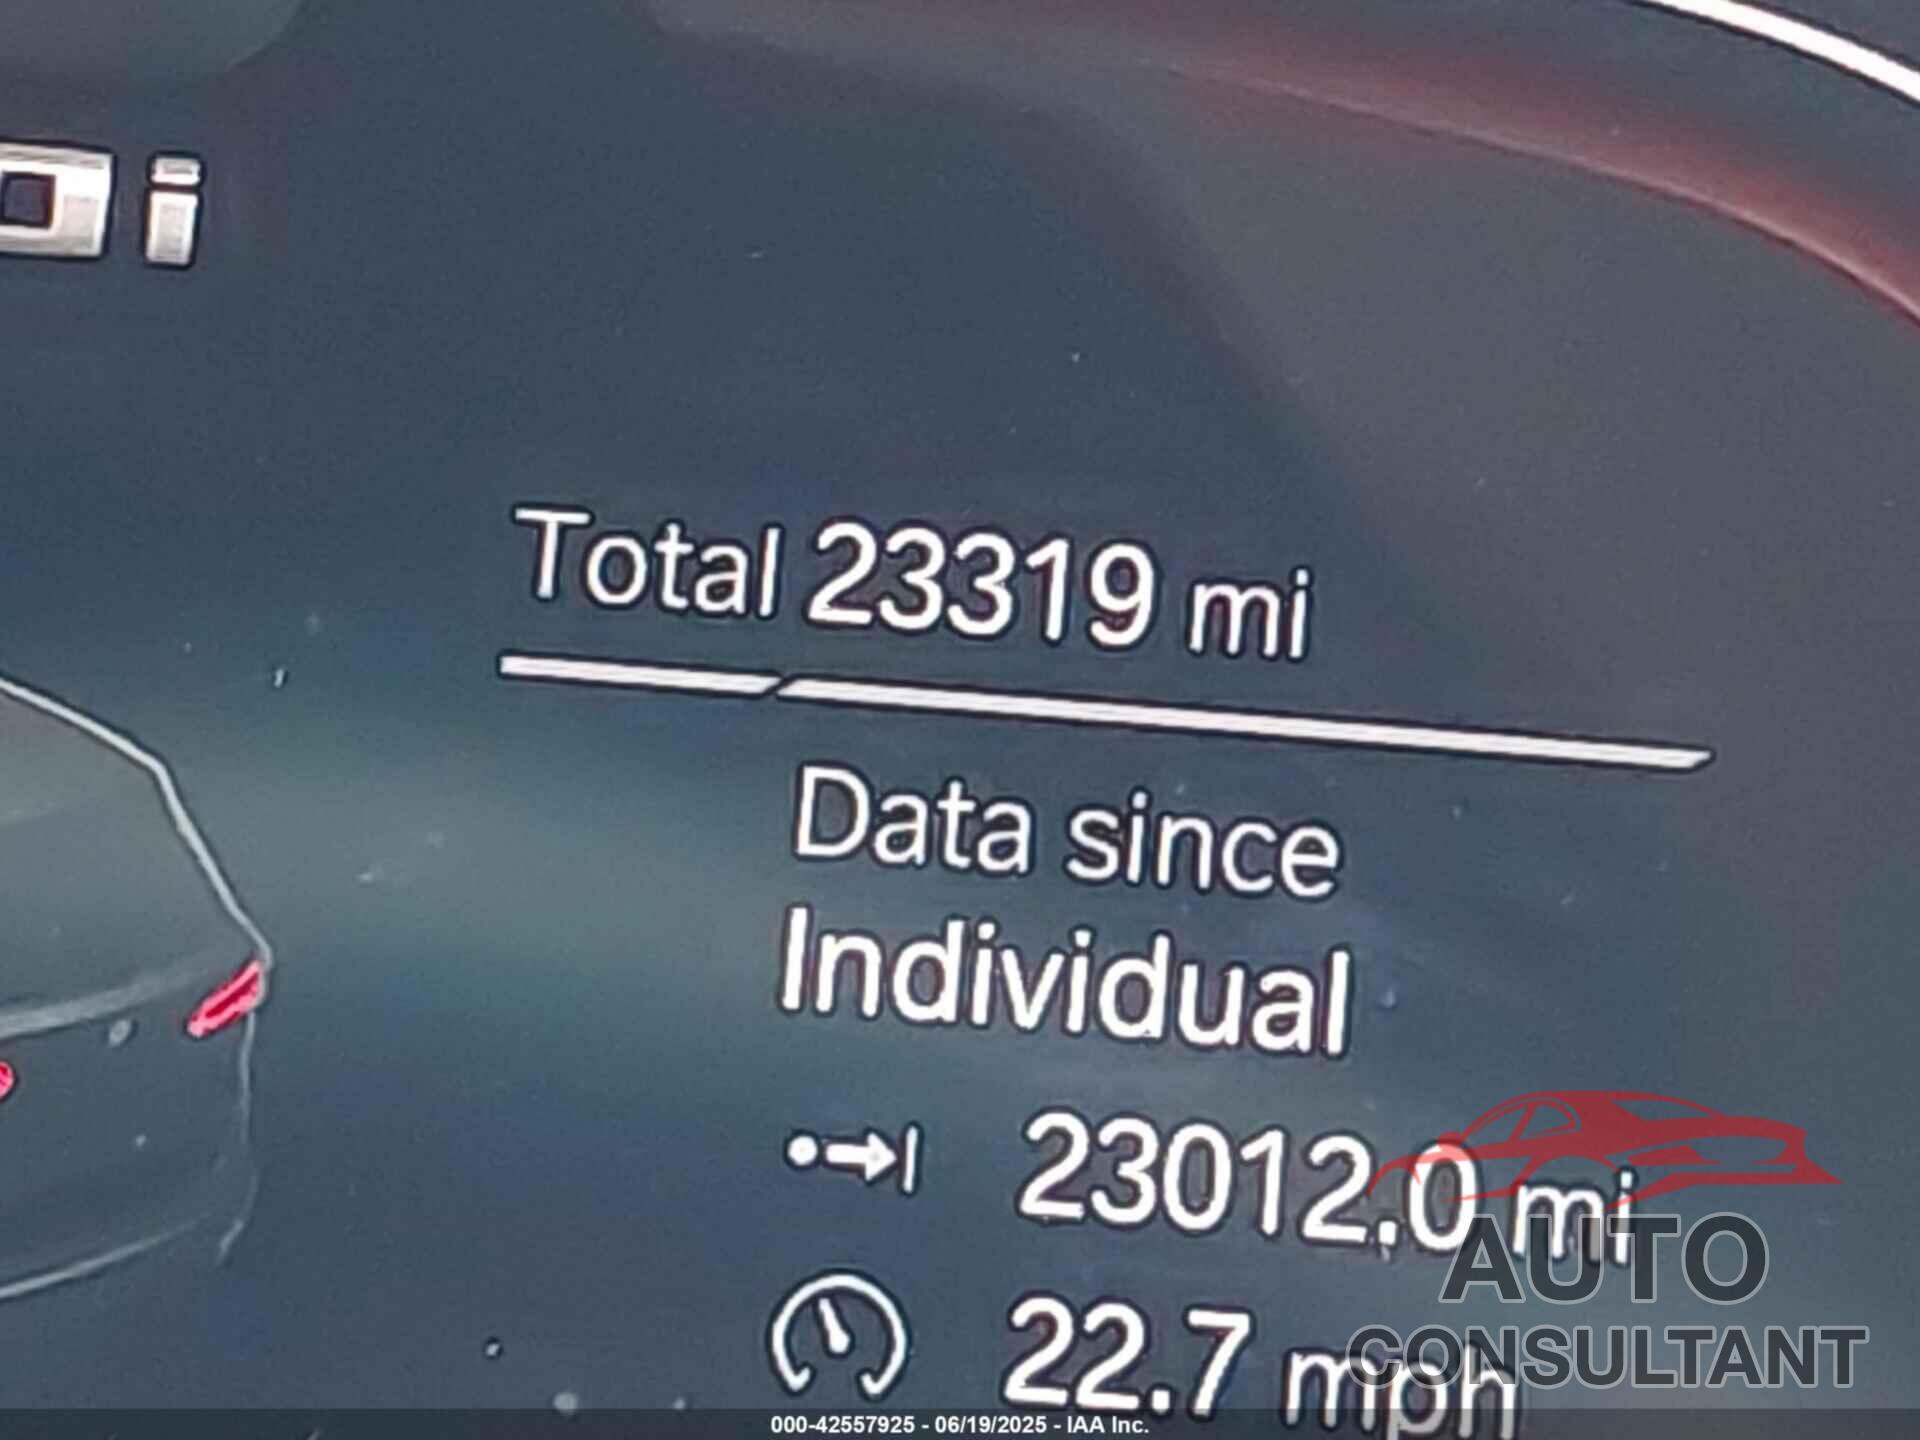 0i
Total 23319 mi
Data since
Individual
23012.0 mi
22.7 mph
AUTO
CONSULTANT
000-42557925 - 06/19/2025 - IAA Inc.